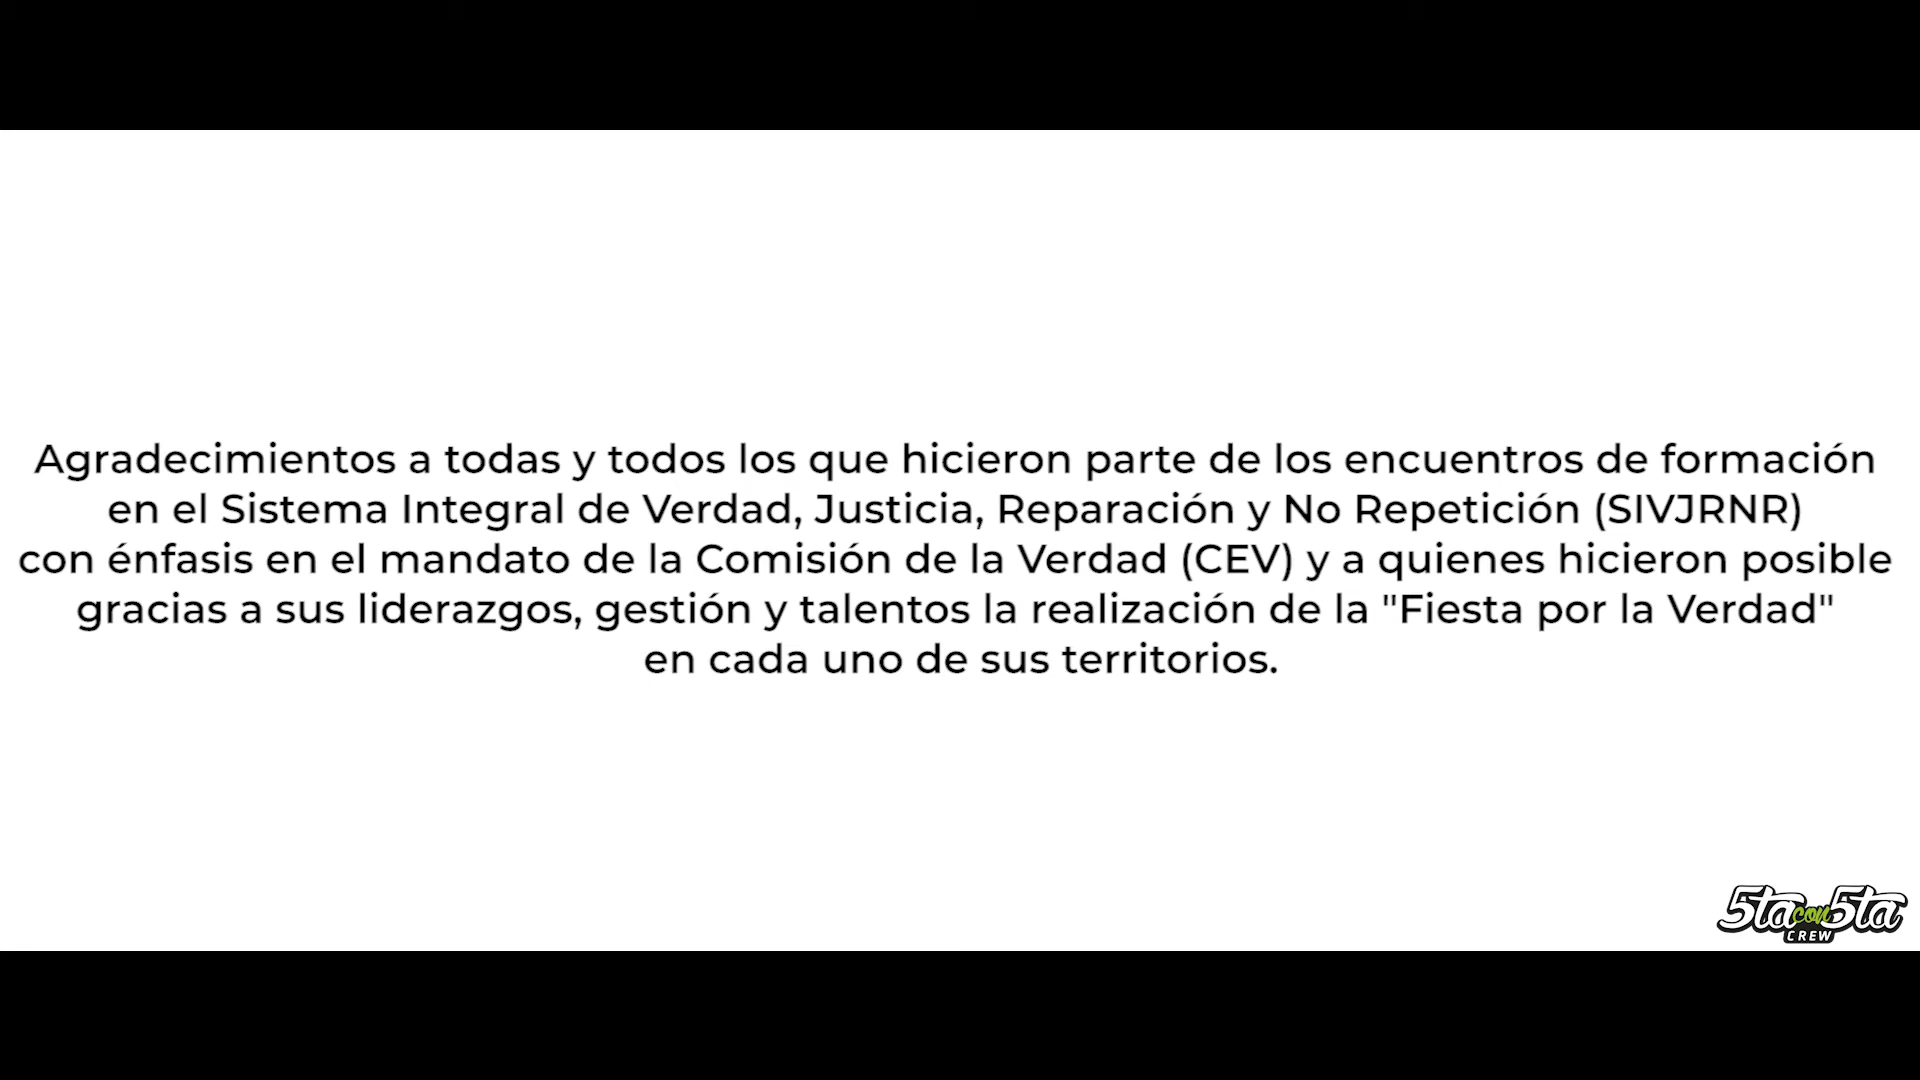 Agradecimientos a todas y todos los que hicieron parte de los encuentros de formación
en el Sistema Integral de Verdad, Justicia, Reparación y No Repetición (SIVJRNR)
con énfasis en el mandato de la Comisión de la Verdad (CEV) y a quienes hicieron posible
gracias a sus liderazgos, gestión y talentos la realización de la "Fiesta por la Verdad"
en cada uno de sus territorios.
5ta con 5ta
CREW